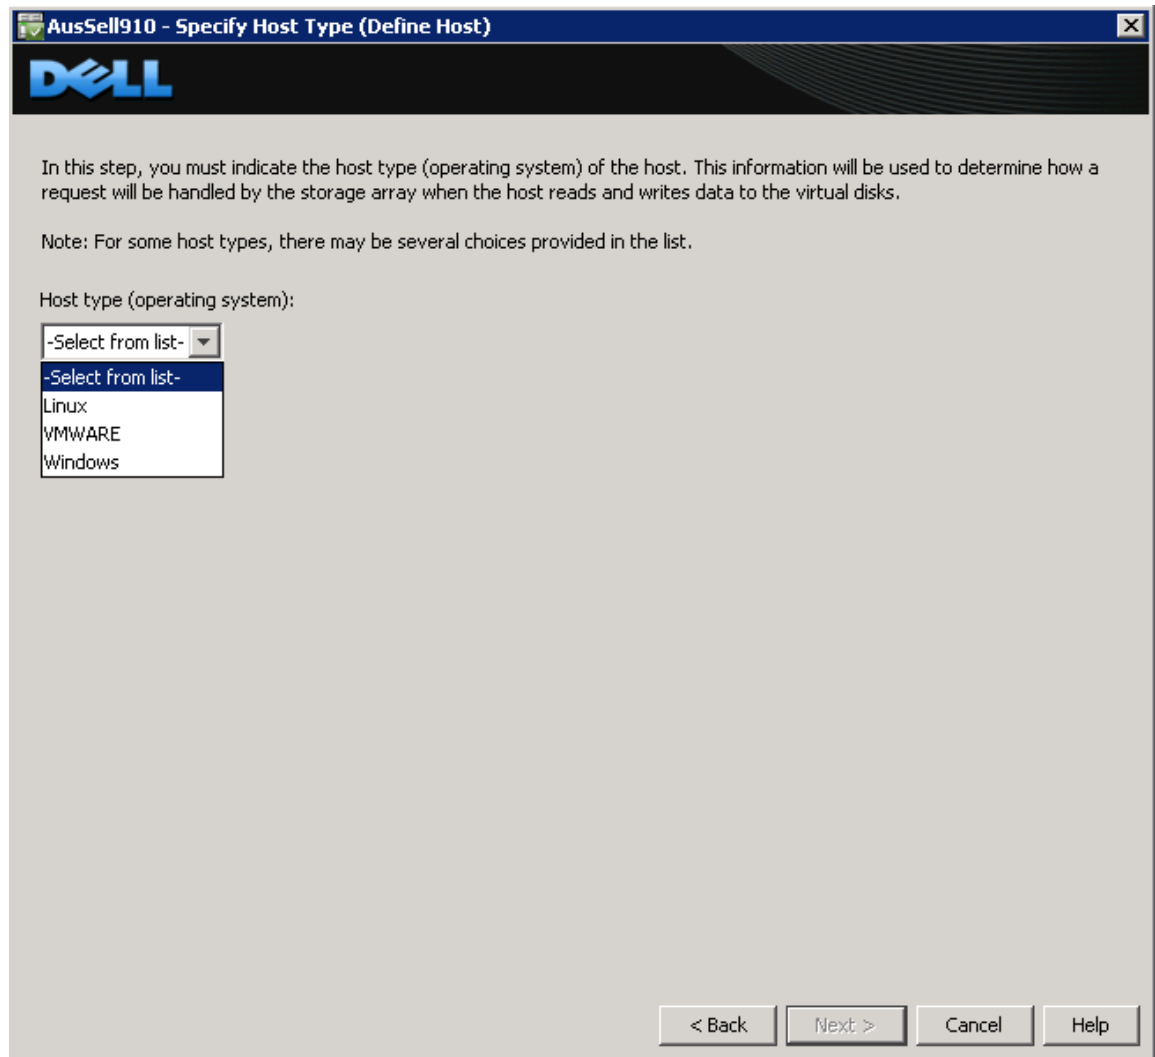 AusSell910 - Specify Host Type (Define Host)
DELL
In this step, you must indicate the host type (operating system) of the host. This information will be used to determine how a
request will be handled by the storage array when the host reads and writes data to the virtual disks.
Note: For some host types, there may be several choices provided in the list.
Host type (operating system):
-Select from list-
-Select from list-
Linux
VMWARE
Windows
< Back Next > Cancel Help